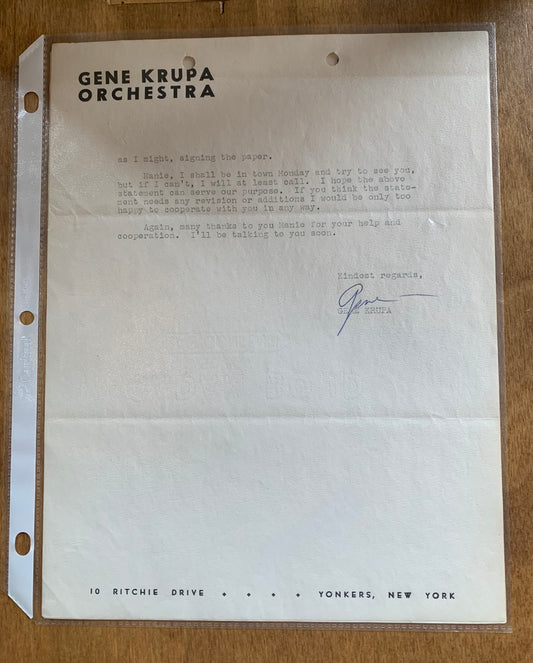 GENE KRUPA
ORCHESTRA
as I might, signing the paper.
Manie, I shall be in town Monday and try to see you,
but if I can't, I will at least call. I hope the above
statement can serve our purpose. If you think the state-
ment needs any revision or additions I would be only too
happy to cooperate with you in any way.
Again, many thanks to you Manie for your help and
cooperation. I'll be talking to you soon.
Kindest regards,
Gene
GENE KRUPA
10 RITCHIE DRIVE + + + + YONKERS, NEW YORK